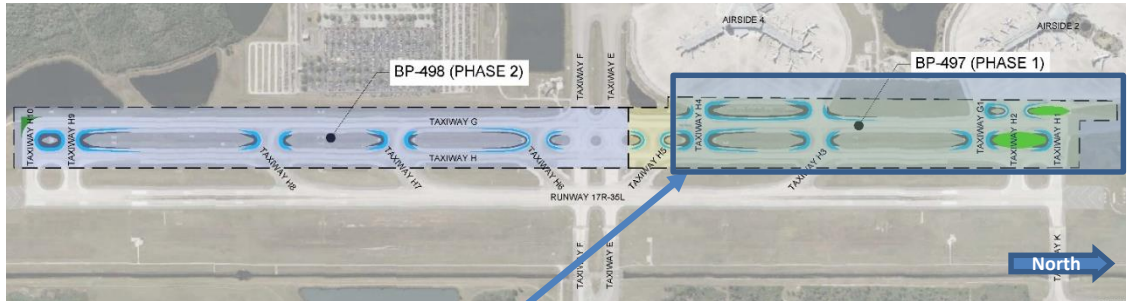 AIRSIDE 4
AIRSIDE 2
TAXIWAY F
TAXIWAY E
BP-498 (PHASE 2)
BP-497 (PHASE 1)
TAXIWAY H10
TAXIWAY H9
TAXIWAY G
TAXIWAY H
TAXIWAY H8
TAXIWAY H7
TAXIWAY H6
TAXIWAY H5
TAXIWAY H4
TAXIWAY H3
TAXIWAY G1
TAXIWAY H2
TAXIWAY H1
RUNWAY 17R-35L
TAXIWAY F
TAXIWAY E
TAXIWAY K
North